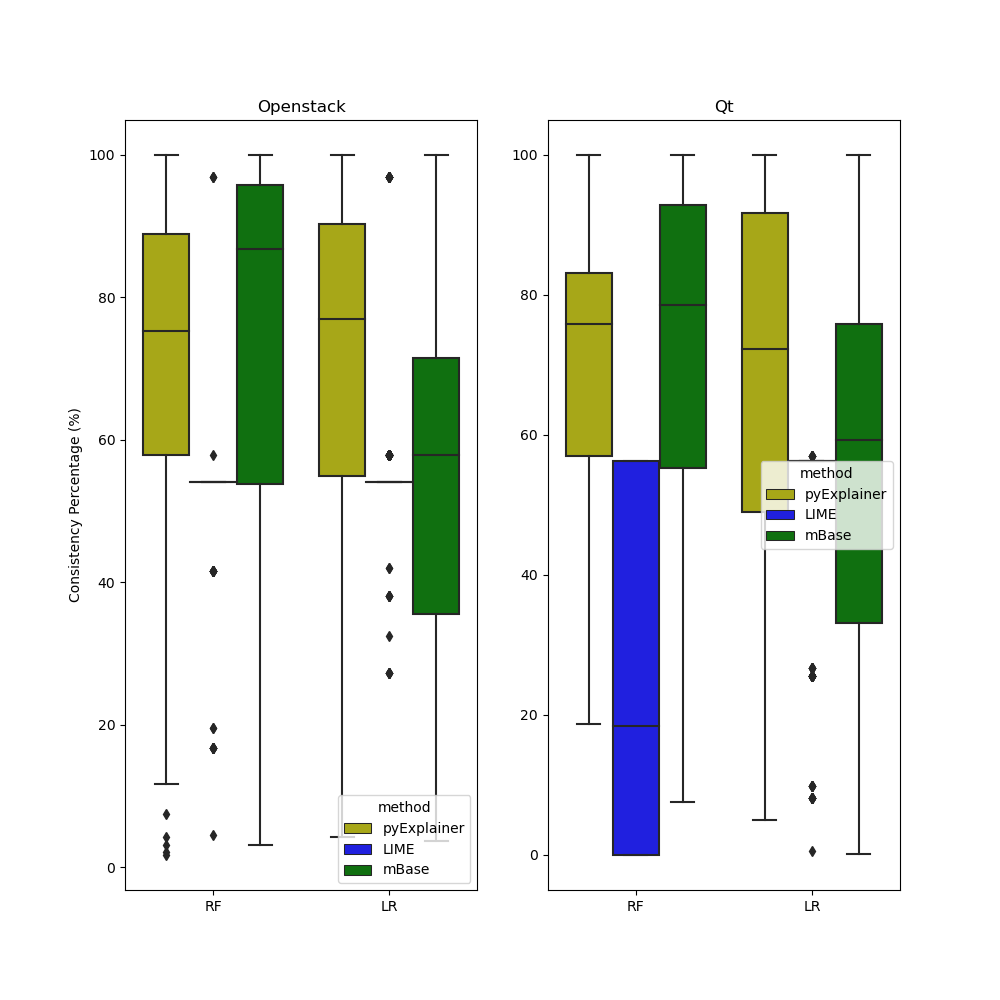 Openstack
Qt
Consistency Percentage (%)
100
80
60
40
20
0
RF
LR
method
pyExplainer
LIME
mBase
100
80
60
40
20
0
RF
LR
method
pyExplainer
LIME
mBase